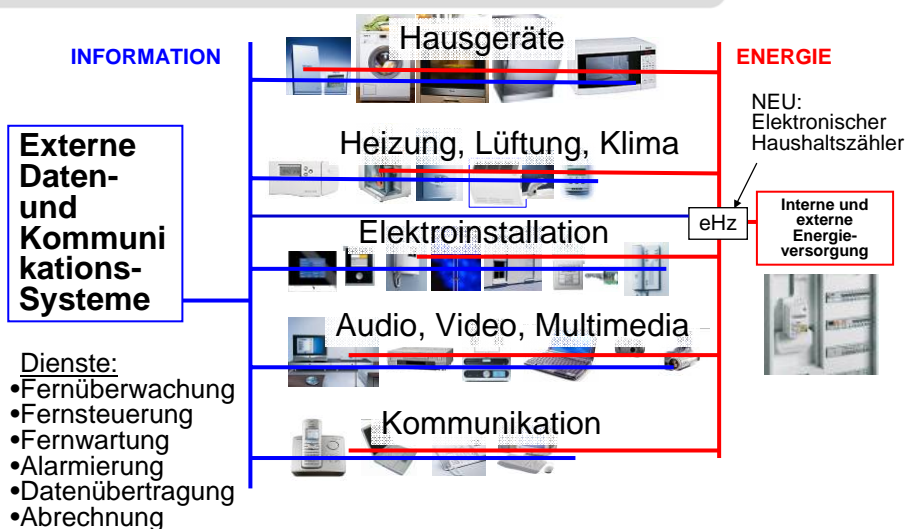 INFORMATION
Hausgeräte
ENERGIE
NEU:
Elektronischer
Haushaltszähler
Externe
Daten-
und
Kommuni
kations-
Systeme
Heizung, Lüftung, Klima
eHz
Interne und
externe
Energie-
versorgung
Elektroinstallation
Audio, Video, Multimedia
Kommunikation
Dienste:
•Fernüberwachung
•Fernsteuerung
•Fernwartung
•Alarmierung
•Datenübertragung
•Abrechnung